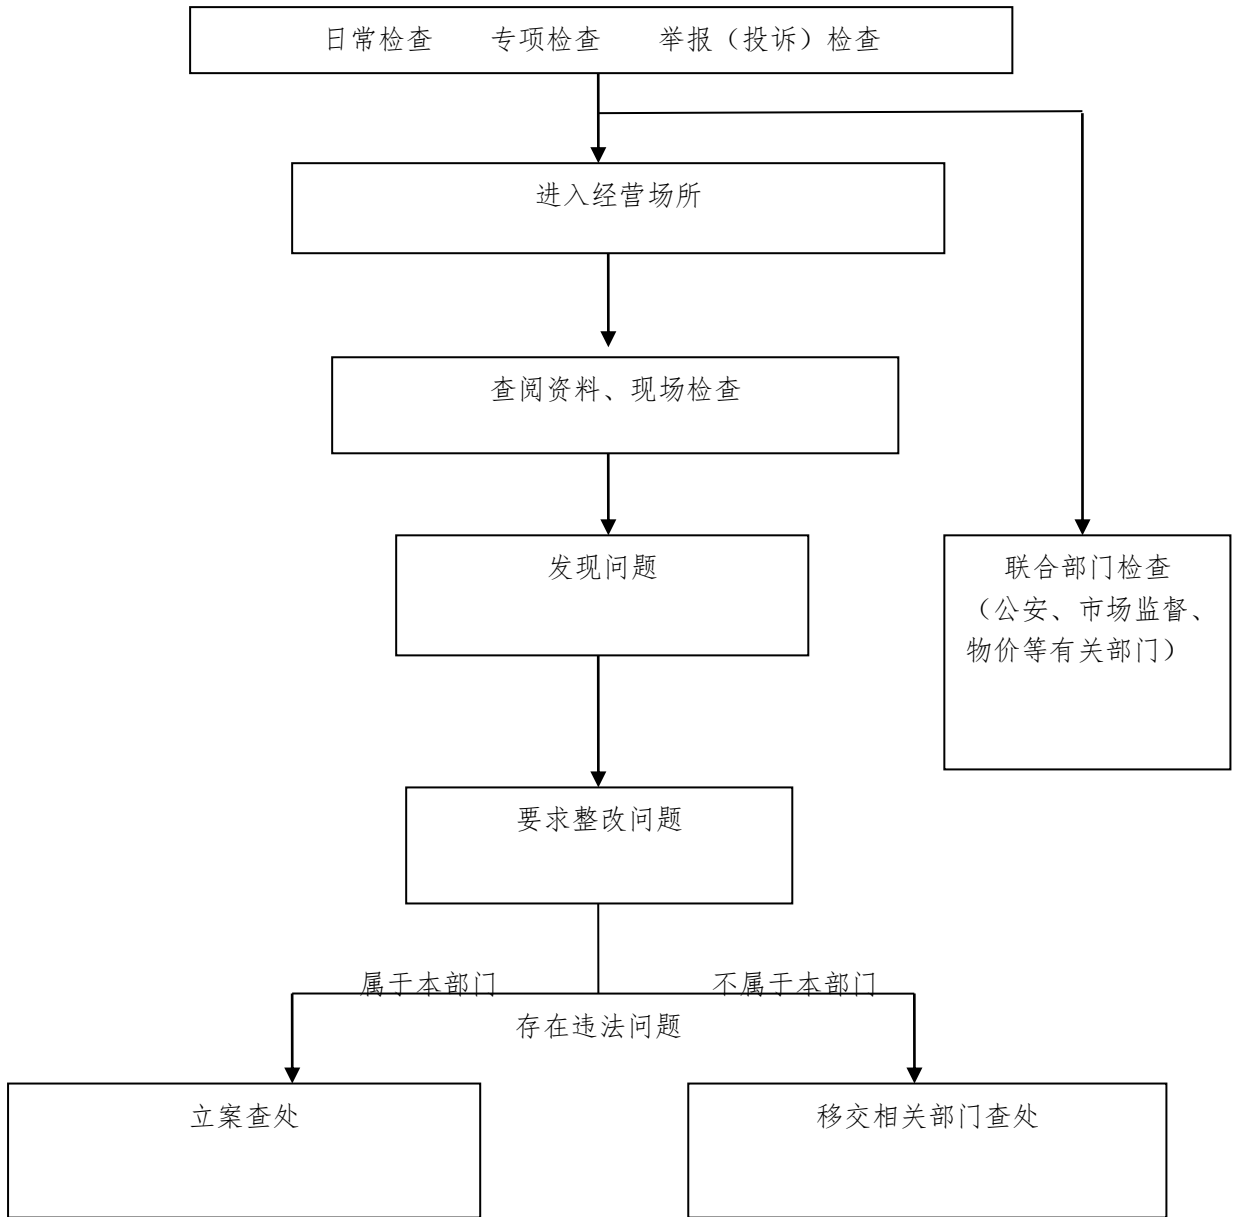 日常检查 专项检查 举报（投诉）检查
进入经营场所
查阅资料、现场检查
发现问题
联合部门检查
（公安、市场监督、
物价等有关部门）
要求整改问题
属于本部门 不属于本部门
存在违法问题
立案查处 移交相关部门查处